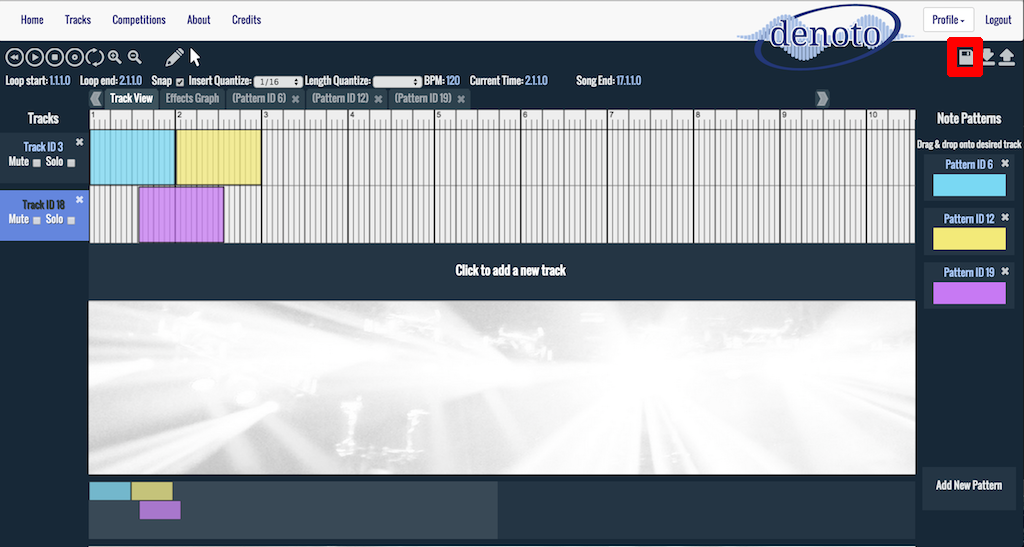 Home Tracks Competitions About Credits denoto Profile Logout
Loop start: 1.1.1.0 Loop end: 2.1.1.0 Snap Insert Quantize: 1/16 Length Quantize: BPM: 120 Current Time: 2.1.1.0 Song End: 17.1.1.0
Track View Effects Graph (Pattern ID 6) × (Pattern ID 12) × (Pattern ID 19) ×
Tracks 1 2 3 4 5 6 7 8 9 10 Note Patterns
Drag & drop onto desired track
Track ID 3 ×
Mute Solo
Pattern ID 6 ×
Track ID 18 ×
Mute Solo
Pattern ID 12 ×
Pattern ID 19 ×
Click to add a new track
Add New Pattern